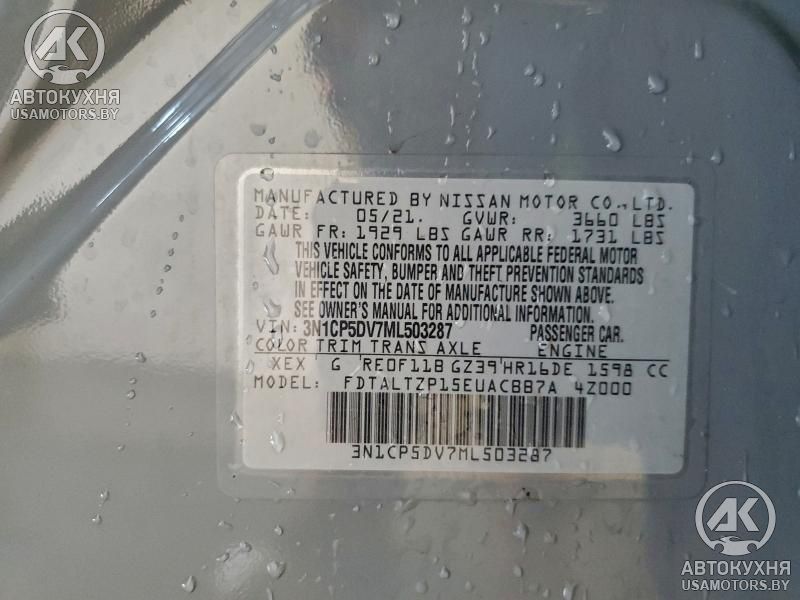 AK
АВТОКУХНЯ
USAMOTORS.BY
MANUFACTURED BY NISSAN MOTOR CO.,LTD.
DATE: 05/21. GVWR: 3660 LBS
GAWR FR: 1929 LBS GAWR RR: 1731 LBS
THIS VEHICLE CONFORMS TO ALL APPLICABLE FEDERAL MOTOR
VEHICLE SAFETY, BUMPER AND THEFT PREVENTION STANDARDS
IN EFFECT ON THE DATE OF MANUFACTURE SHOWN ABOVE.
SEE OWNER'S MANUAL FOR ADDITIONAL INFORMATION.
VIN: 3N1CP5DV7ML503287 PASSENGER CAR.
COLOR TRIM TRANS AXLE ENGINE
XEX G RE0F11B GZ39 HR16DE 1598 CC
MODEL: FDTALTZP15EUACBB7A 4Z000
3N1CP5DV7ML503287
AK
АВТОКУХНЯ
USAMOTORS.BY